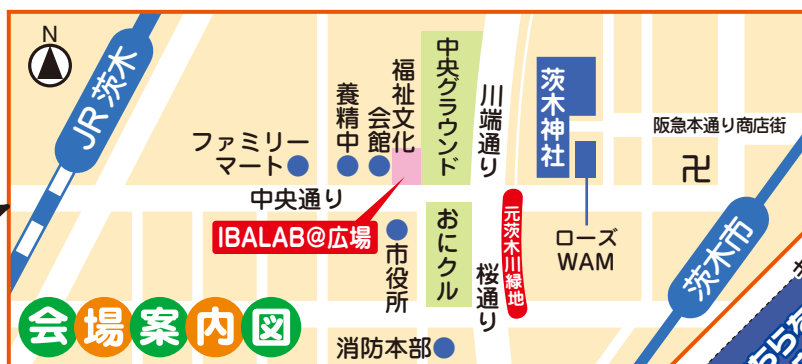 N
JR茨木
ファミリー
マート
養精中
福祉文化
会館
中央グラウンド
川端通り
茨木神社
阪急本通り商店街
卍
中央通り
IBALAB@広場
市役所
おにクル
元茨木川緑地
桜通り
ローズ
WAM
茨木市
消防本部
会場案内図